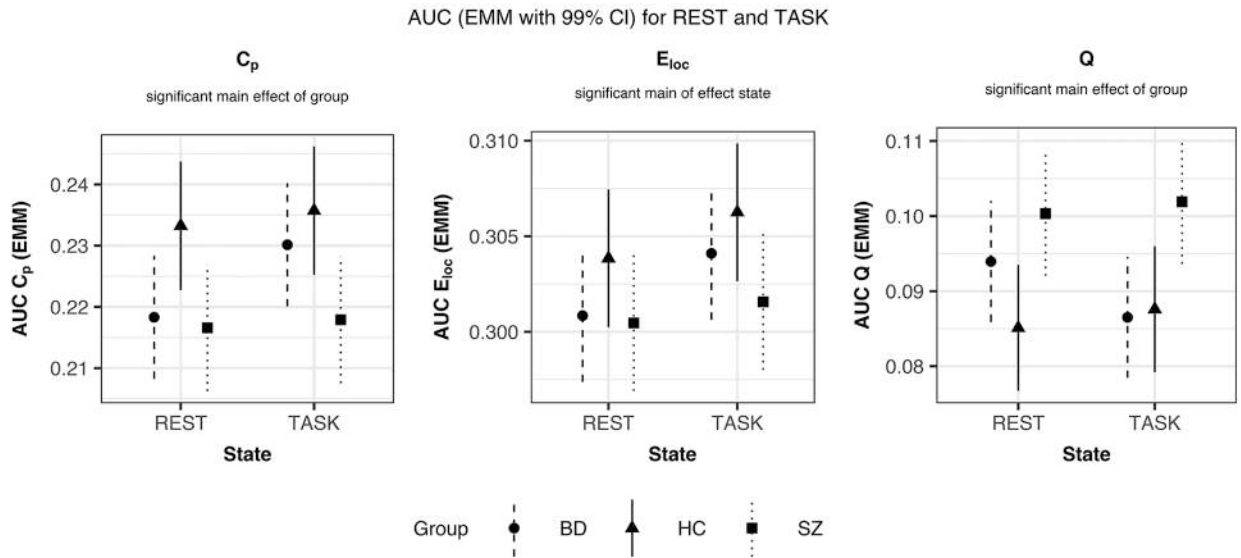 AUC (EMM with 99% CI) for REST and TASK
Cp
significant main effect of group
AUC Cp (EMM)
0.24
0.23
0.22
0.21
REST TASK
State
Eloc
significant main of effect state
AUC Eloc (EMM)
0.310
0.305
0.300
REST TASK
State
Q
significant main effect of group
AUC Q (EMM)
0.11
0.10
0.09
0.08
REST TASK
State
Group BD HC SZ